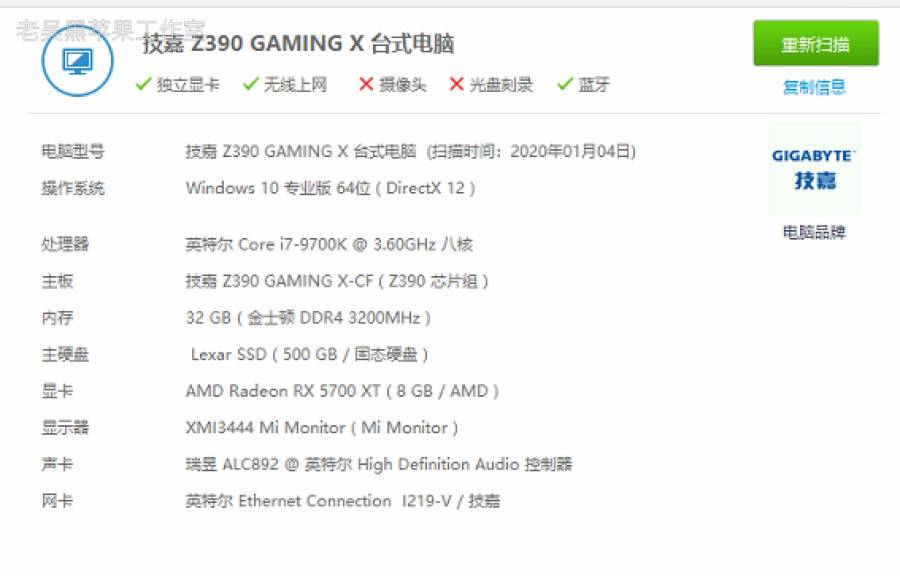 老吴黑苹果工作室
技嘉 Z390 GAMING X 台式电脑
重新扫描
独立显卡 无线上网 摄像头 光盘刻录 蓝牙
复制信息
电脑型号 技嘉 Z390 GAMING X 台式电脑 (扫描时间：2020年01月04日)
操作系统 Windows 10 专业版 64位 ( DirectX 12 )
GIGABYTE
技嘉
电脑品牌
处理器 英特尔 Core i7-9700K @ 3.60GHz 八核
主板 技嘉 Z390 GAMING X-CF ( Z390 芯片组 )
内存 32 GB ( 金士顿 DDR4 3200MHz )
主硬盘 Lexar SSD ( 500 GB / 固态硬盘 )
显卡 AMD Radeon RX 5700 XT ( 8 GB / AMD )
显示器 XMI3444 Mi Monitor ( Mi Monitor )
声卡 瑞昱 ALC892 @ 英特尔 High Definition Audio 控制器
网卡 英特尔 Ethernet Connection I219-V / 技嘉